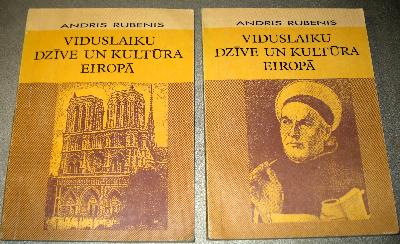 ANDRIS RUBENIS
VIDUSLAIKU
DZĪVE UN KULTŪRA
EIROPĀ
ANDRIS RUBENIS
VIDUSLAIKU
DZĪVE UN KULTŪRA
EIROPĀ